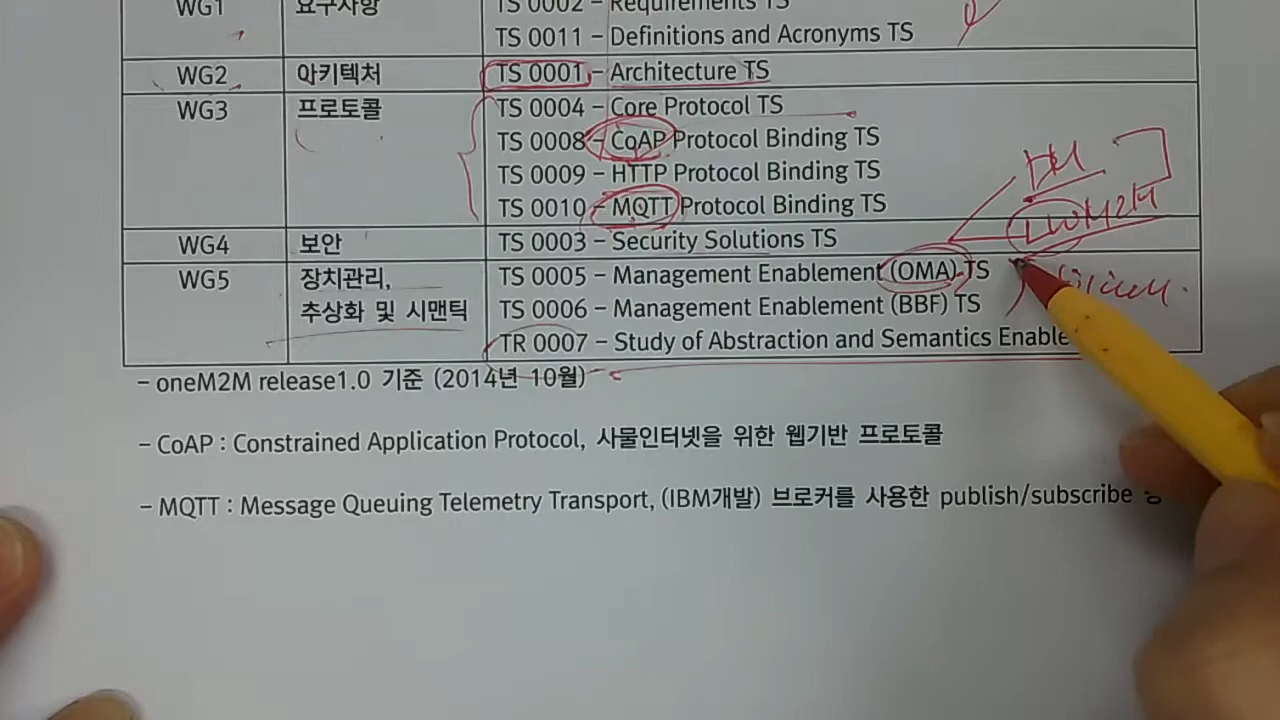 WG1 요구사항 TS 0002 – Requirements TS
TS 0011 – Definitions and Acronyms TS
WG2 아키텍처 TS 0001 – Architecture TS
WG3 프로토콜 TS 0004 – Core Protocol TS
TS 0008 – CoAP Protocol Binding TS
TS 0009 – HTTP Protocol Binding TS
TS 0010 – MQTT Protocol Binding TS
DM
LWM2M
WG4 보안 TS 0003 – Security Solutions TS
WG5 장치관리, TS 0005 – Management Enablement (OMA) TS
추상화 및 시맨틱 TS 0006 – Management Enablement (BBF) TS
TR 0007 – Study of Abstraction and Semantics Enable
– oneM2M release1.0 기준 (2014년 10월)
– CoAP : Constrained Application Protocol, 사물인터넷을 위한 웹기반 프로토콜
– MQTT : Message Queuing Telemetry Transport, (IBM개발) 브로커를 사용한 publish/subscribe